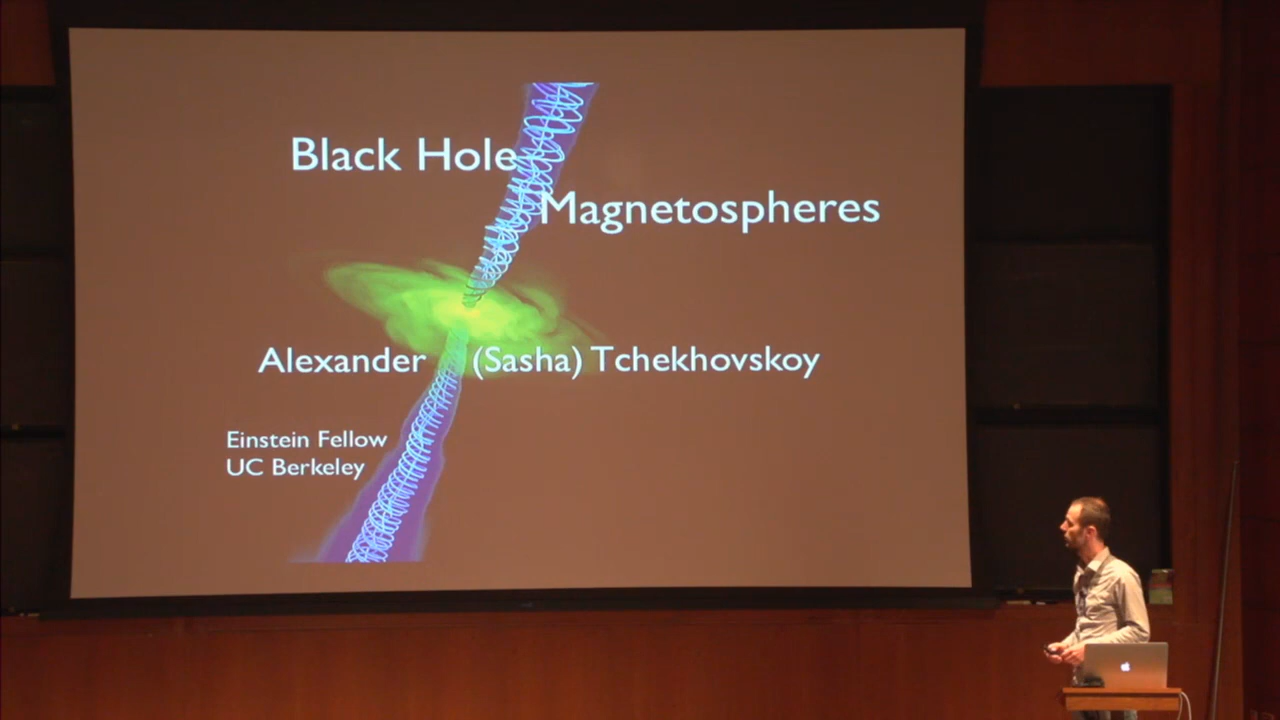 Black Hole
Magnetospheres
Alexander (Sasha) Tchekhovskoy
Einstein Fellow
UC Berkeley